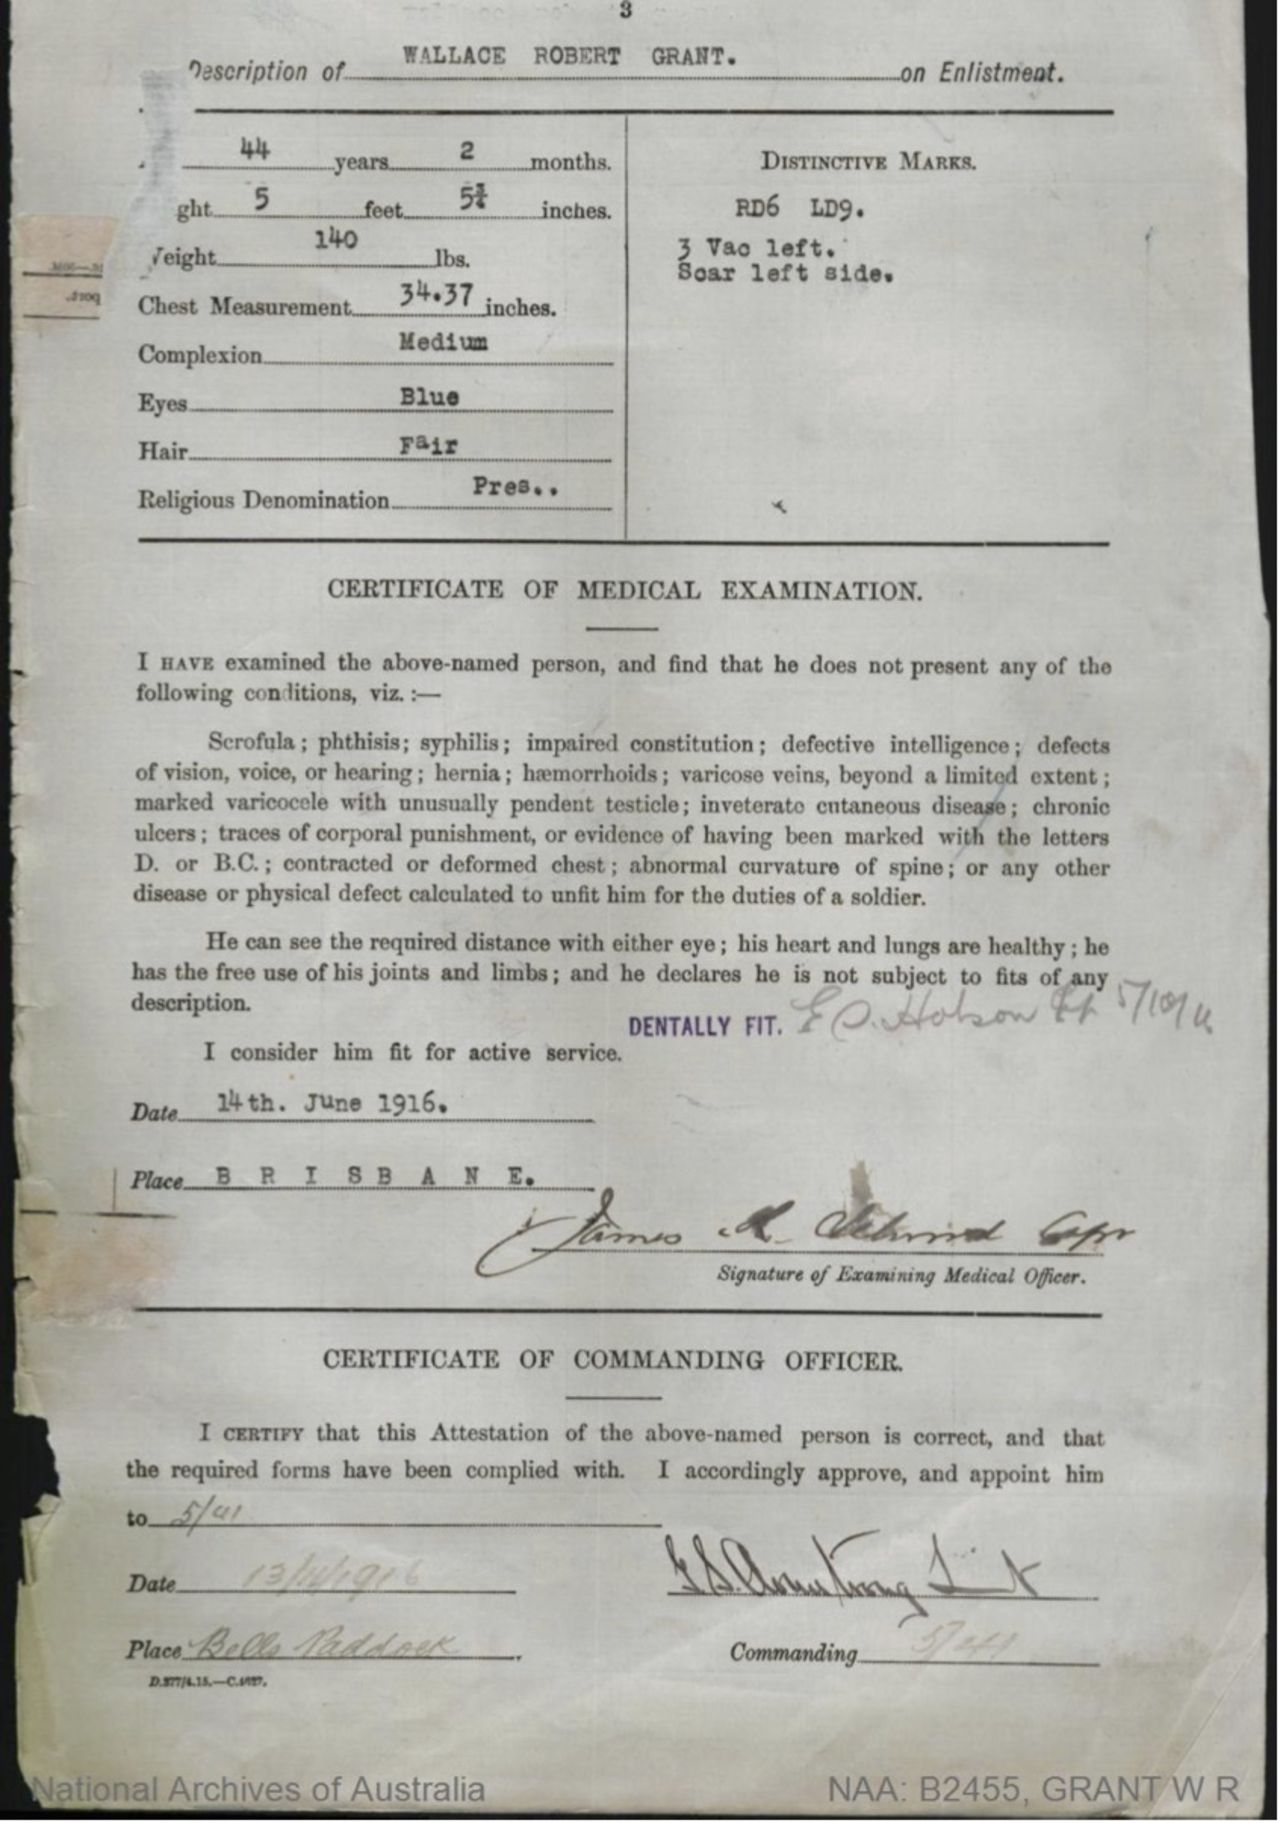 3
Description of WALLACE ROBERT GRANT. on Enlistment.
44 years 2 months.
ght 5 feet 5¾ inches.
Weight 140 lbs.
Chest Measurement 34.37 inches.
Complexion Medium
Eyes Blue
Hair Fair
Religious Denomination Pres..
DISTINCTIVE MARKS.
RD6 LD9.
3 Vac left.
Scar left side.
CERTIFICATE OF MEDICAL EXAMINATION.
I HAVE examined the above-named person, and find that he does not present any of the
following conditions, viz. :—
Scrofula ; phthisis; syphilis ; impaired constitution ; defective intelligence ; defects
of vision, voice, or hearing ; hernia ; hæmorrhoids ; varicose veins, beyond a limited extent ;
marked varicocele with unusually pendent testicle; inveterate cutaneous disease ; chronic
ulcers ; traces of corporal punishment, or evidence of having been marked with the letters
D. or B.C. ; contracted or deformed chest ; abnormal curvature of spine ; or any other
disease or physical defect calculated to unfit him for the duties of a soldier.
He can see the required distance with either eye ; his heart and lungs are healthy ; he
has the free use of his joints and limbs ; and he declares he is not subject to fits of any
description.
DENTALLY FIT. Hobson 5/10/16
I consider him fit for active service.
Date 14th. June 1916.
Place B R I S B A N E.
James
Signature of Examining Medical Officer.
CERTIFICATE OF COMMANDING OFFICER.
I CERTIFY that this Attestation of the above-named person is correct, and that
the required forms have been complied with. I accordingly approve, and appoint him
to 5/41
Date 1916
Armstrong Lieut
Place Bells Paddock
Commanding 5/41
National Archives of Australia
NAA: B2455, GRANT W R